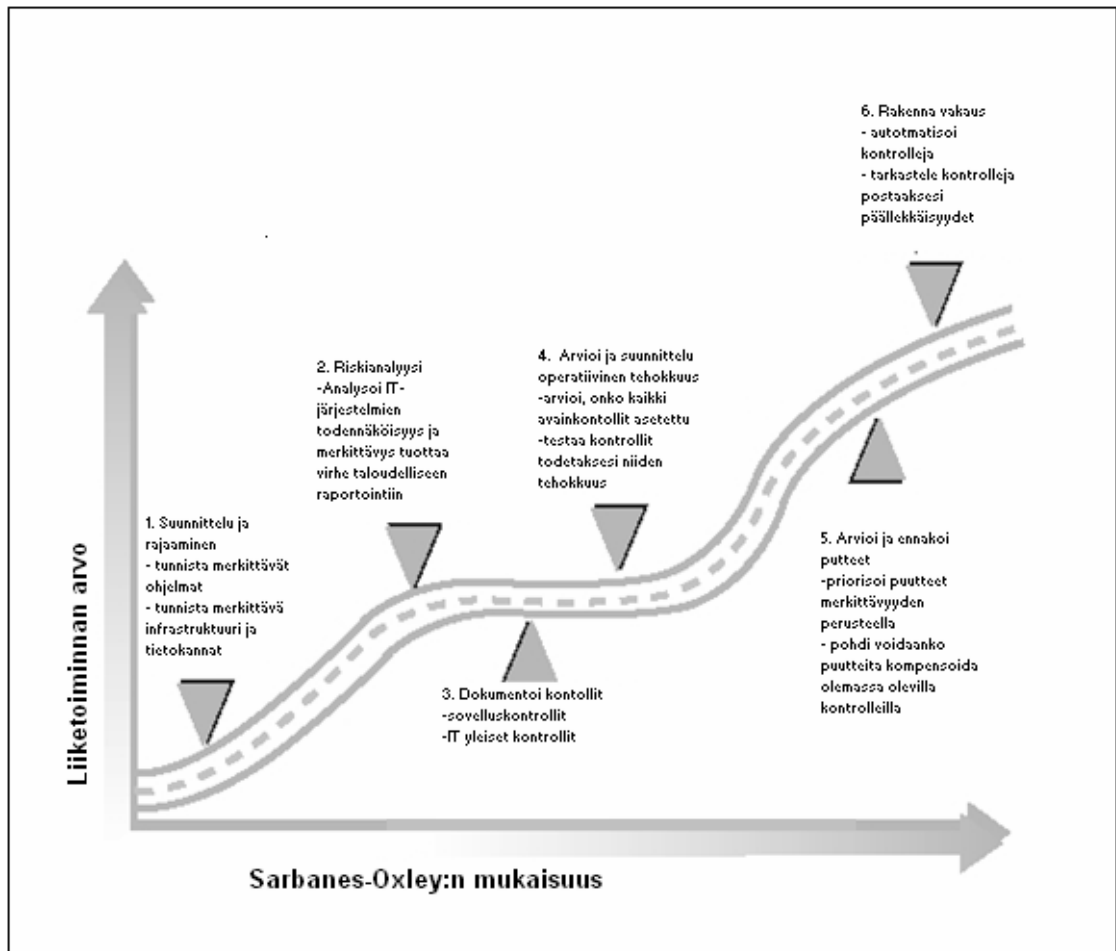 6. Rakenna vakaus
- autotmatisoi
kontrolleja
- tarkastele kontrolleja
postaaksesi
päällekkäisyydet
2. Riskianalyysi
-Analysoi IT-
järjestelmien
todennäköisyys ja
merkittävys tuottaa
virhe taloudelliseen
raportointiin
4. Arvioi ja suunnittelu
operatiivinen tehokkuus
-arvioi, onko kaikki
avainkontollit asetettu
-testaa kontrollit
todetaksesi niiden
tehokkuus
1. Suunnittelu ja
rajaaminen
- tunnista merkittävät
ohjelmat
- tunnista merkittävä
infrastruktuuri ja
tietokannat
5. Arvioi ja ennakoi
putteet
-priorisoi puutteet
merkittävyyden
perusteella
- pohdi voidaanko
puutteita kompensoida
olemassa olevilla
kontrolleilla
3. Dokumentoi kontollit
-sovelluskontrollit
-IT yleiset kontrollit
Liiketoiminnan arvo
Sarbanes-Oxley:n mukaisuus